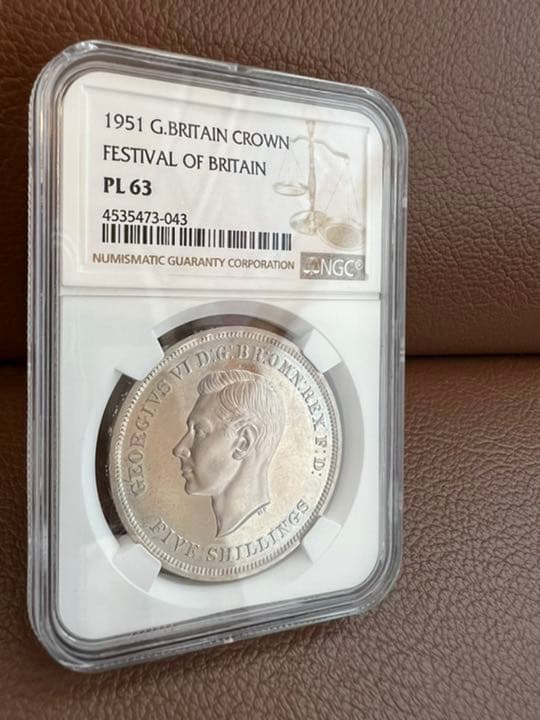 1951 G.BRITAIN CROWN
FESTIVAL OF BRITAIN
PL 63
4535473-043
NUMISMATIC GUARANTY CORPORATION
NGC®
GEORGIVS VI D:G:BR:OMN:REX F:D:
FIVE SHILLINGS
HP